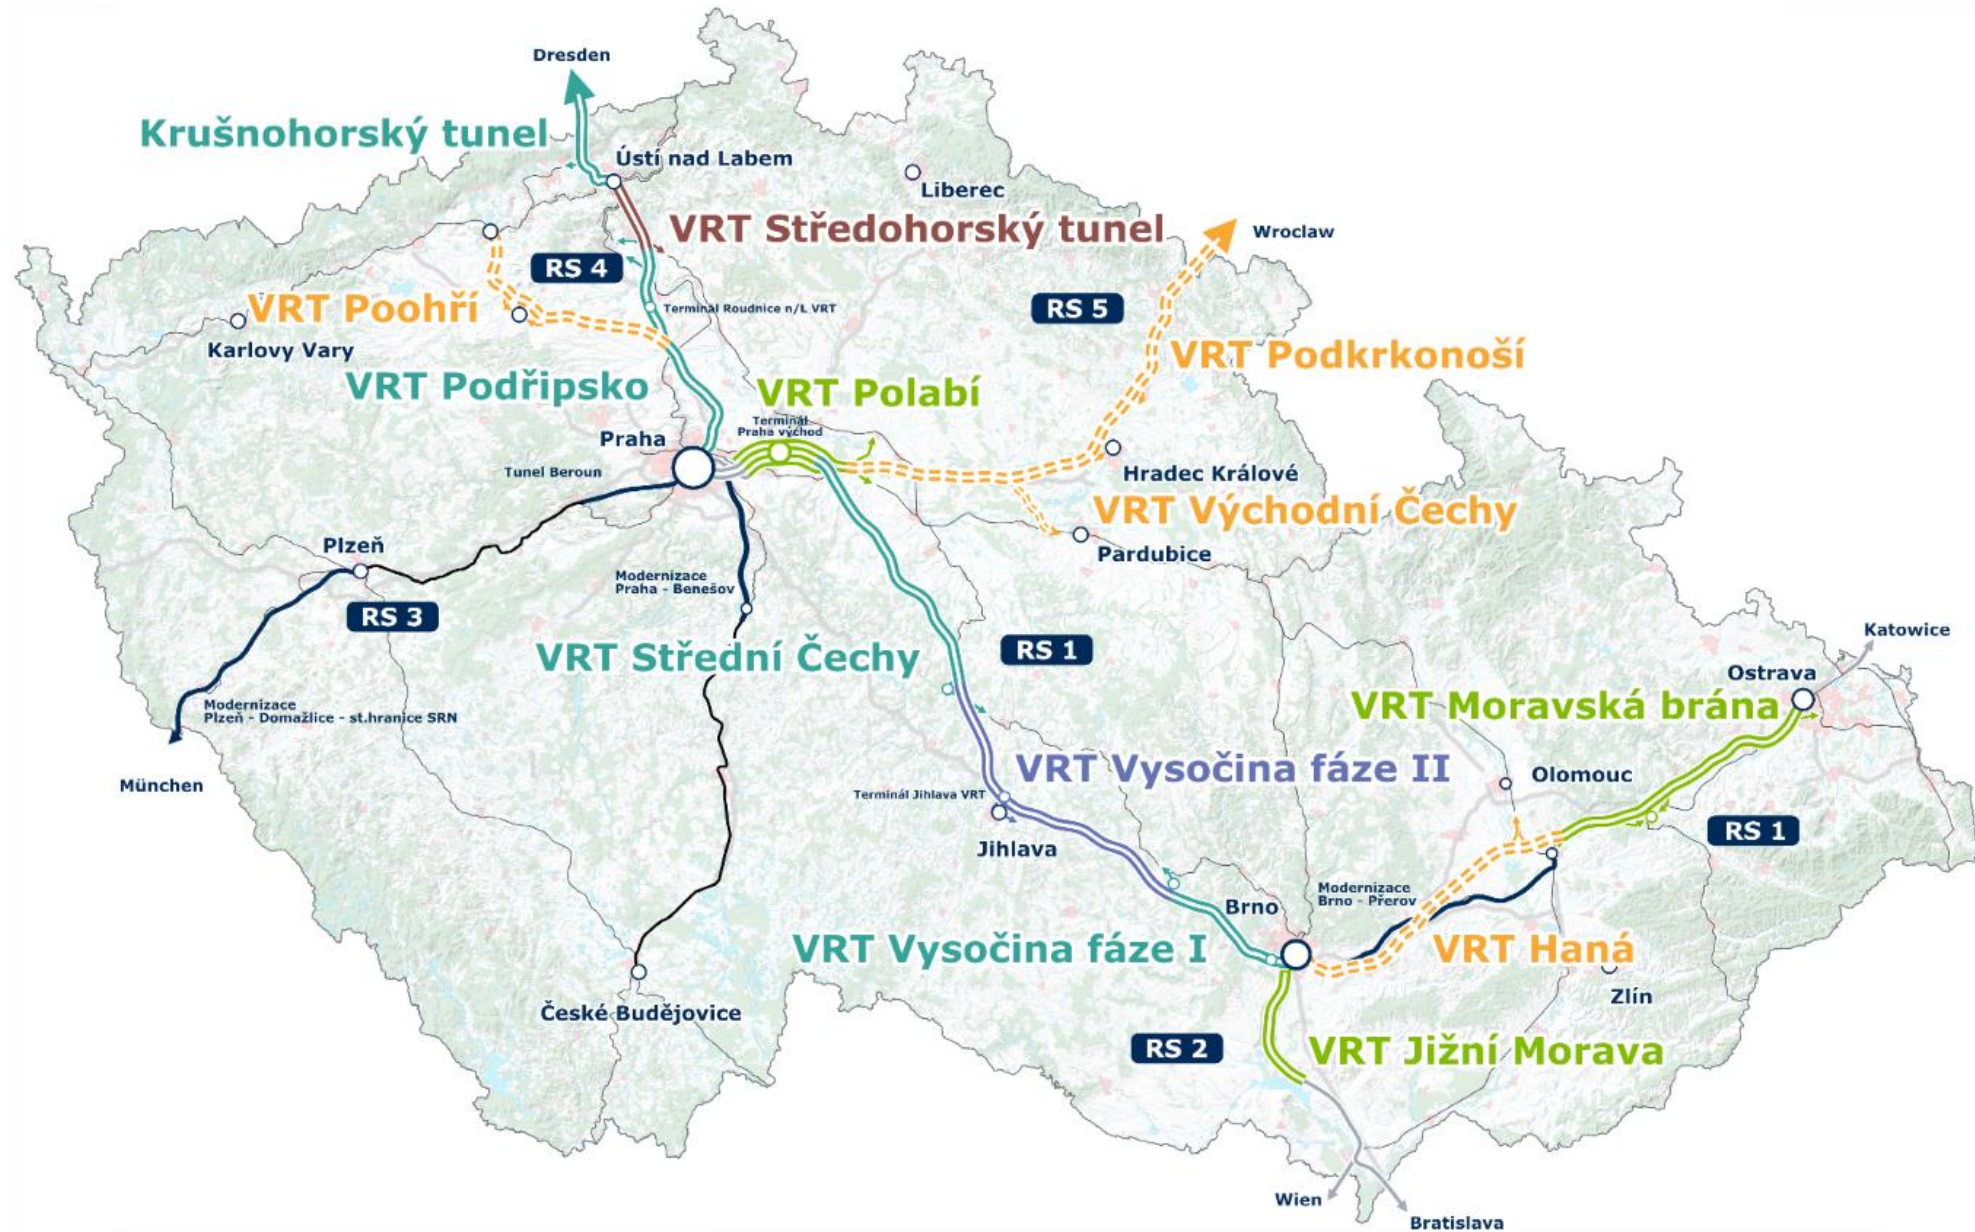 Dresden
Krušnohorský tunel
Ústí nad Labem
Liberec
VRT Středohorský tunel
Wroclaw
RS 4
RS 5
VRT Poohří
Terminál Roudnice n/L VRT
Karlovy Vary
VRT Podkrkonoší
VRT Podřipsko
VRT Polabí
Terminál
Praha východ
Praha
Tunel Beroun
Hradec Králové
VRT Východní Čechy
Plzeň
Pardubice
Modernizace
Praha - Benešov
RS 3
VRT Střední Čechy
RS 1
Katowice
Ostrava
Modernizace
Plzeň - Domažlice - st.hranice SRN
VRT Moravská brána
München
VRT Vysočina fáze II
Olomouc
Terminál Jihlava VRT
RS 1
Jihlava
Modernizace
Brno - Přerov
Brno
VRT Vysočina fáze I
VRT Haná
Zlín
České Budějovice
RS 2
VRT Jižní Morava
Wien
Bratislava